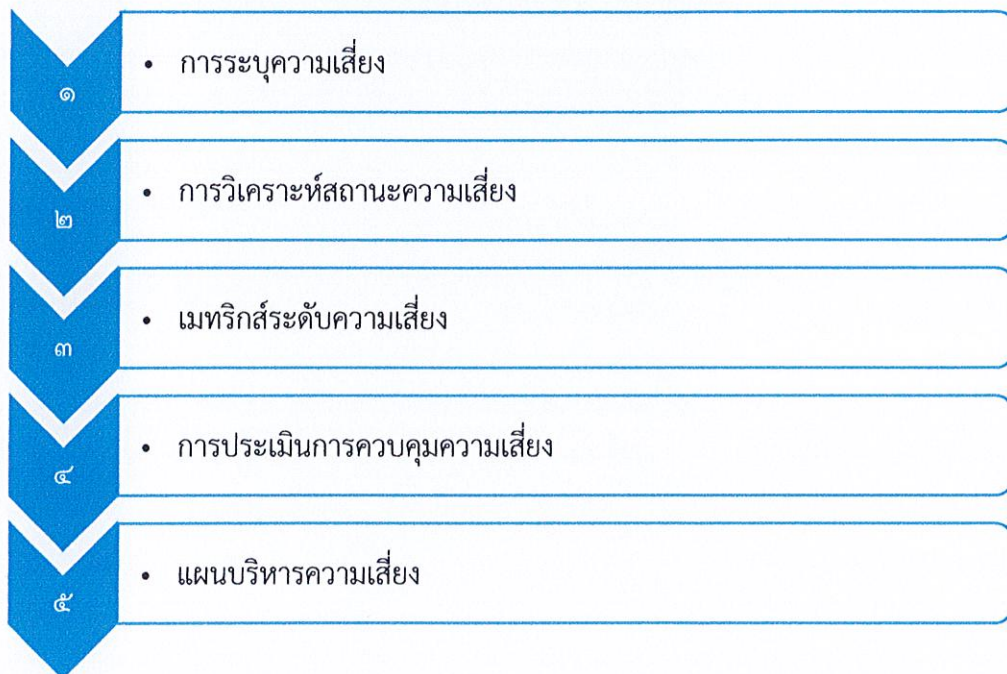 ๑
• การระบุความเสี่ยง
๒
• การวิเคราะห์สถานะความเสี่ยง
๓
• เมทริกส์ระดับความเสี่ยง
๔
• การประเมินการควบคุมความเสี่ยง
๕
• แผนบริหารความเสี่ยง